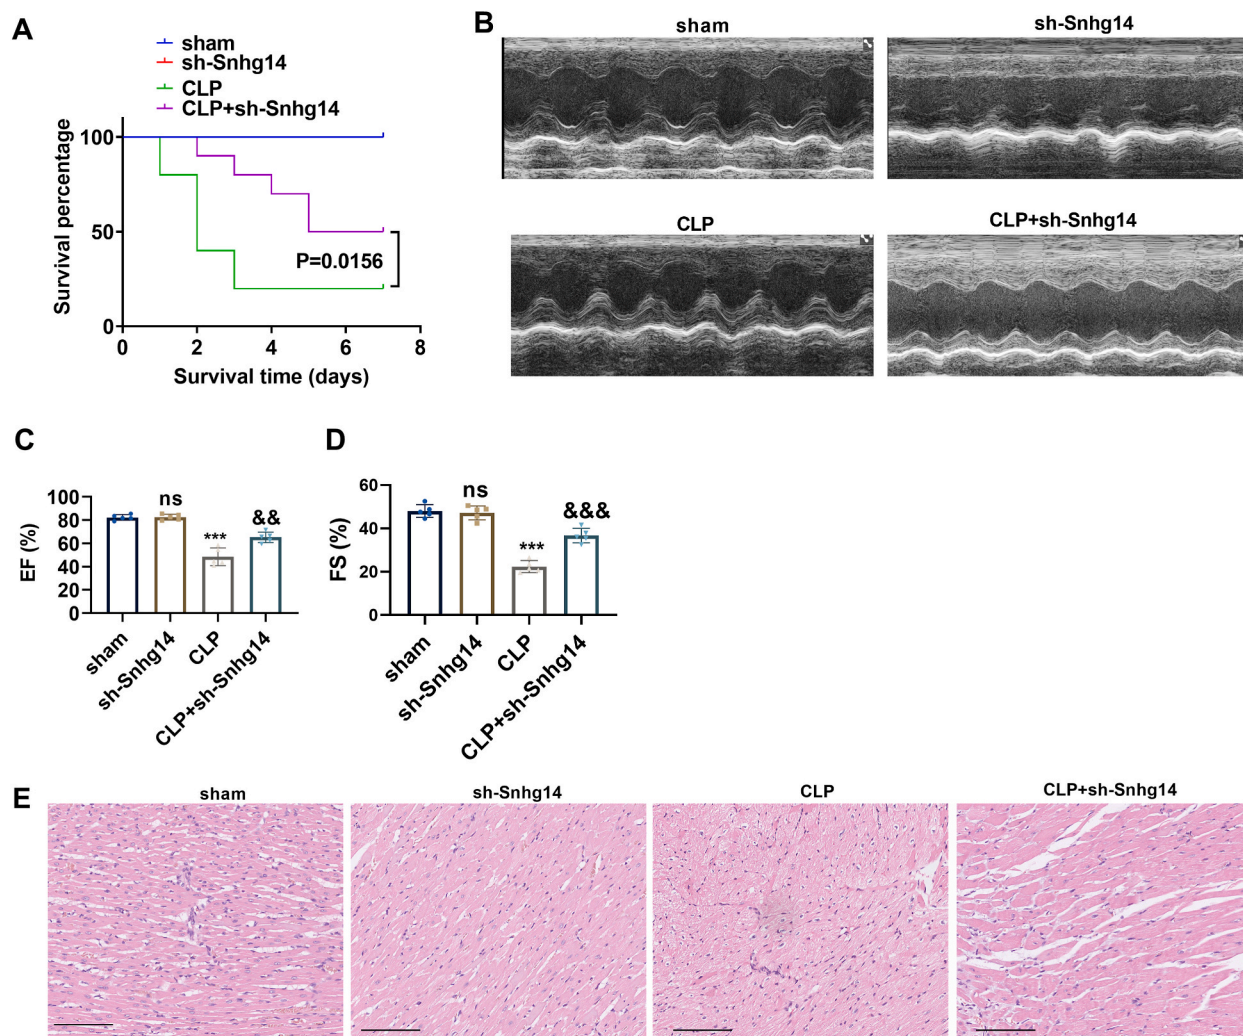 A
sham
sh-Snhg14
CLP
CLP+sh-Snhg14
Survival percentage
100
50
0
P=0.0156
0 2 4 6 8
Survival time (days)
B
sham
sh-Snhg14
CLP
CLP+sh-Snhg14
C
EF (%)
100
80
60
40
20
0
ns
***
&&
sham
sh-Snhg14
CLP
CLP+sh-Snhg14
D
FS (%)
60
40
20
0
ns
***
&&&
sham
sh-Snhg14
CLP
CLP+sh-Snhg14
E
sham
sh-Snhg14
CLP
CLP+sh-Snhg14